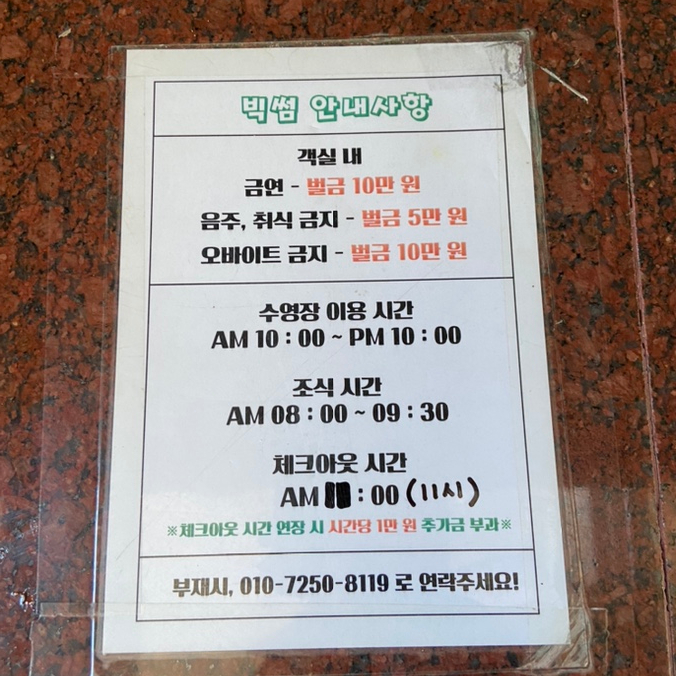 빅썸 안내사항
객실 내
금연 - 벌금 10만 원
음주, 취식 금지 - 벌금 5만 원
오바이트 금지 - 벌금 10만 원
수영장 이용 시간
AM 10 : 00 ~ PM 10 : 00
조식 시간
AM 08 : 00 ~ 09 : 30
체크아웃 시간
AM : 00 (11시)
※체크아웃 시간 연장 시 시간당 1만 원 추가금 부과※
부재시, 010-7250-8119 로 연락주세요!